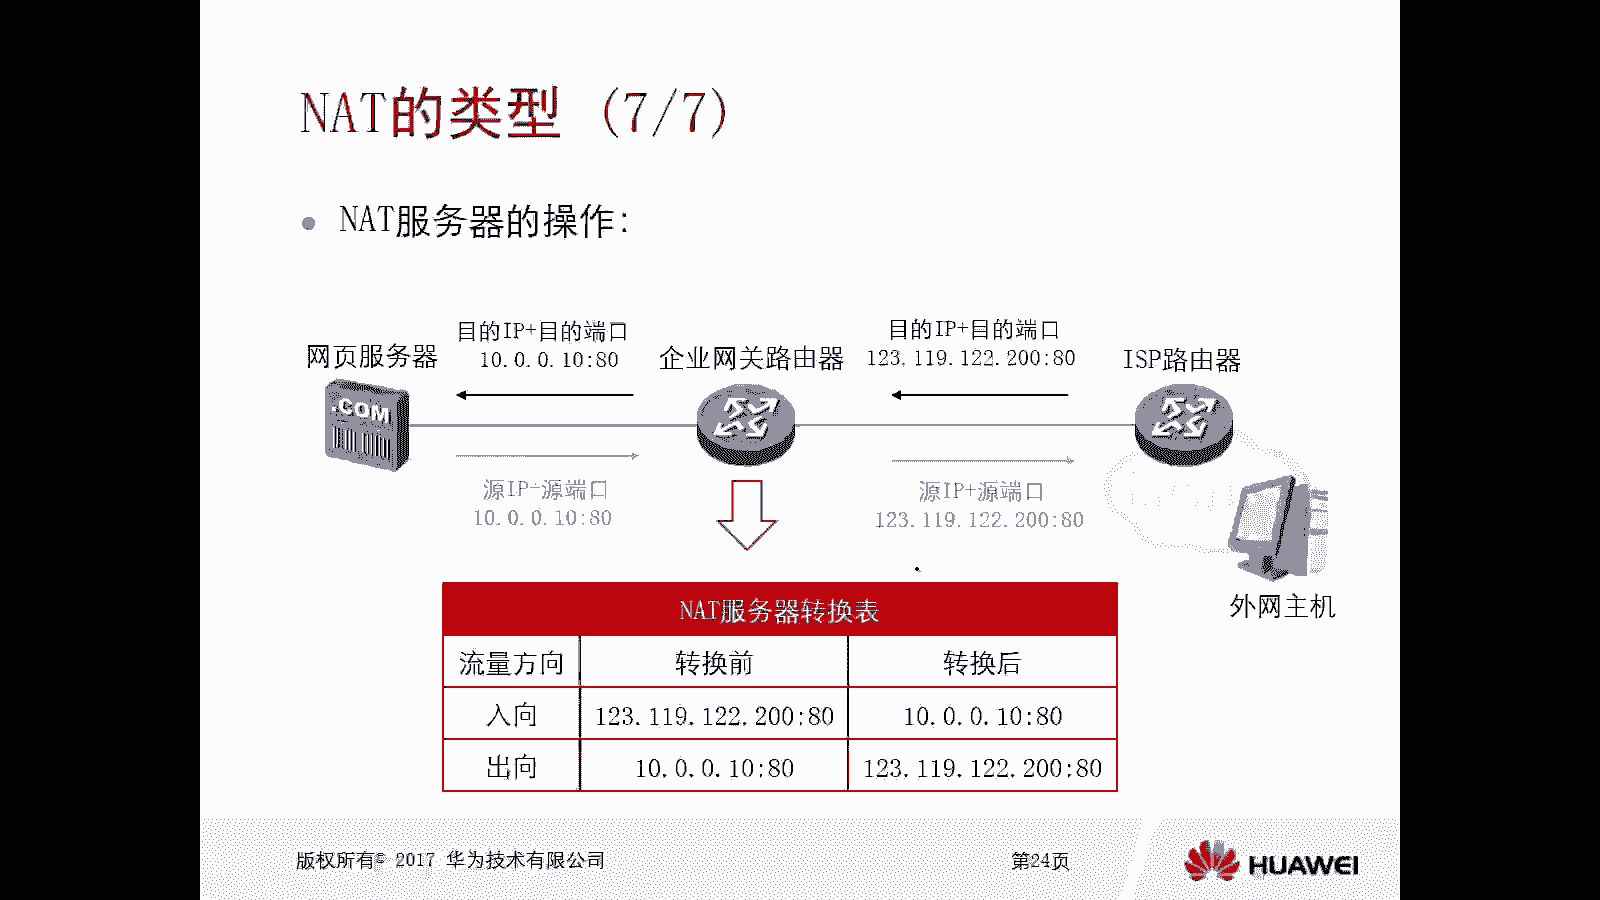 NAT的类型 (7/7)
NAT服务器的操作:
目的IP+目的端口
10.0.0.10:80
目的IP+目的端口
123.119.122.200:80
网页服务器
企业网关路由器
ISP路由器
.COM
源IP+源端口
10.0.0.10:80
源IP+源端口
123.119.122.200:80
外网主机
NAT服务器转换表
流量方向 转换前 转换后
入向 123.119.122.200:80 10.0.0.10:80
出向 10.0.0.10:80 123.119.122.200:80
版权所有© 2017 华为技术有限公司
第24页
HUAWEI